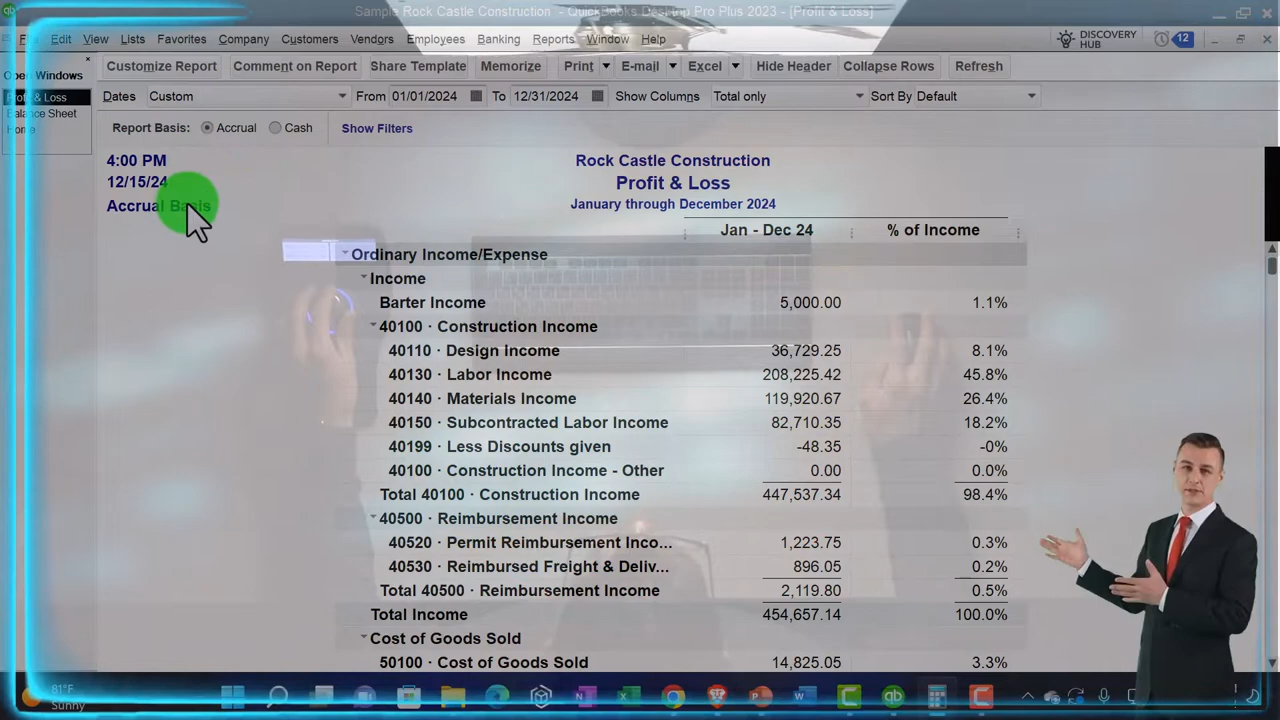 Sample Rock Castle Construction - QuickBooks Desktop Pro Plus 2023 - [Profit & Loss]
File Edit View Lists Favorites Company Customers Vendors Employees Banking Reports Window Help
DISCOVERY HUB 12
Open Windows
Profit & Loss
Balance Sheet
Home
Customize Report Comment on Report Share Template Memorize Print E-mail Excel Hide Header Collapse Rows Refresh
Dates Custom From 01/01/2024 To 12/31/2024 Show Columns Total only Sort By Default
Report Basis: Accrual Cash Show Filters
4:00 PM
12/15/24
Accrual Basis
Rock Castle Construction
Profit & Loss
January through December 2024
Jan - Dec 24 % of Income
Ordinary Income/Expense
Income
Barter Income 5,000.00 1.1%
40100 · Construction Income
40110 · Design Income 36,729.25 8.1%
40130 · Labor Income 208,225.42 45.8%
40140 · Materials Income 119,920.67 26.4%
40150 · Subcontracted Labor Income 82,710.35 18.2%
40199 · Less Discounts given -48.35 -0%
40100 · Construction Income - Other 0.00 0.0%
Total 40100 · Construction Income 447,537.34 98.4%
40500 · Reimbursement Income
40520 · Permit Reimbursement Inco... 1,223.75 0.3%
40530 · Reimbursed Freight & Deliv... 896.05 0.2%
Total 40500 · Reimbursement Income 2,119.80 0.5%
Total Income 454,657.14 100.0%
Cost of Goods Sold
50100 · Cost of Goods Sold 14,825.05 3.3%
81°F
Sunny